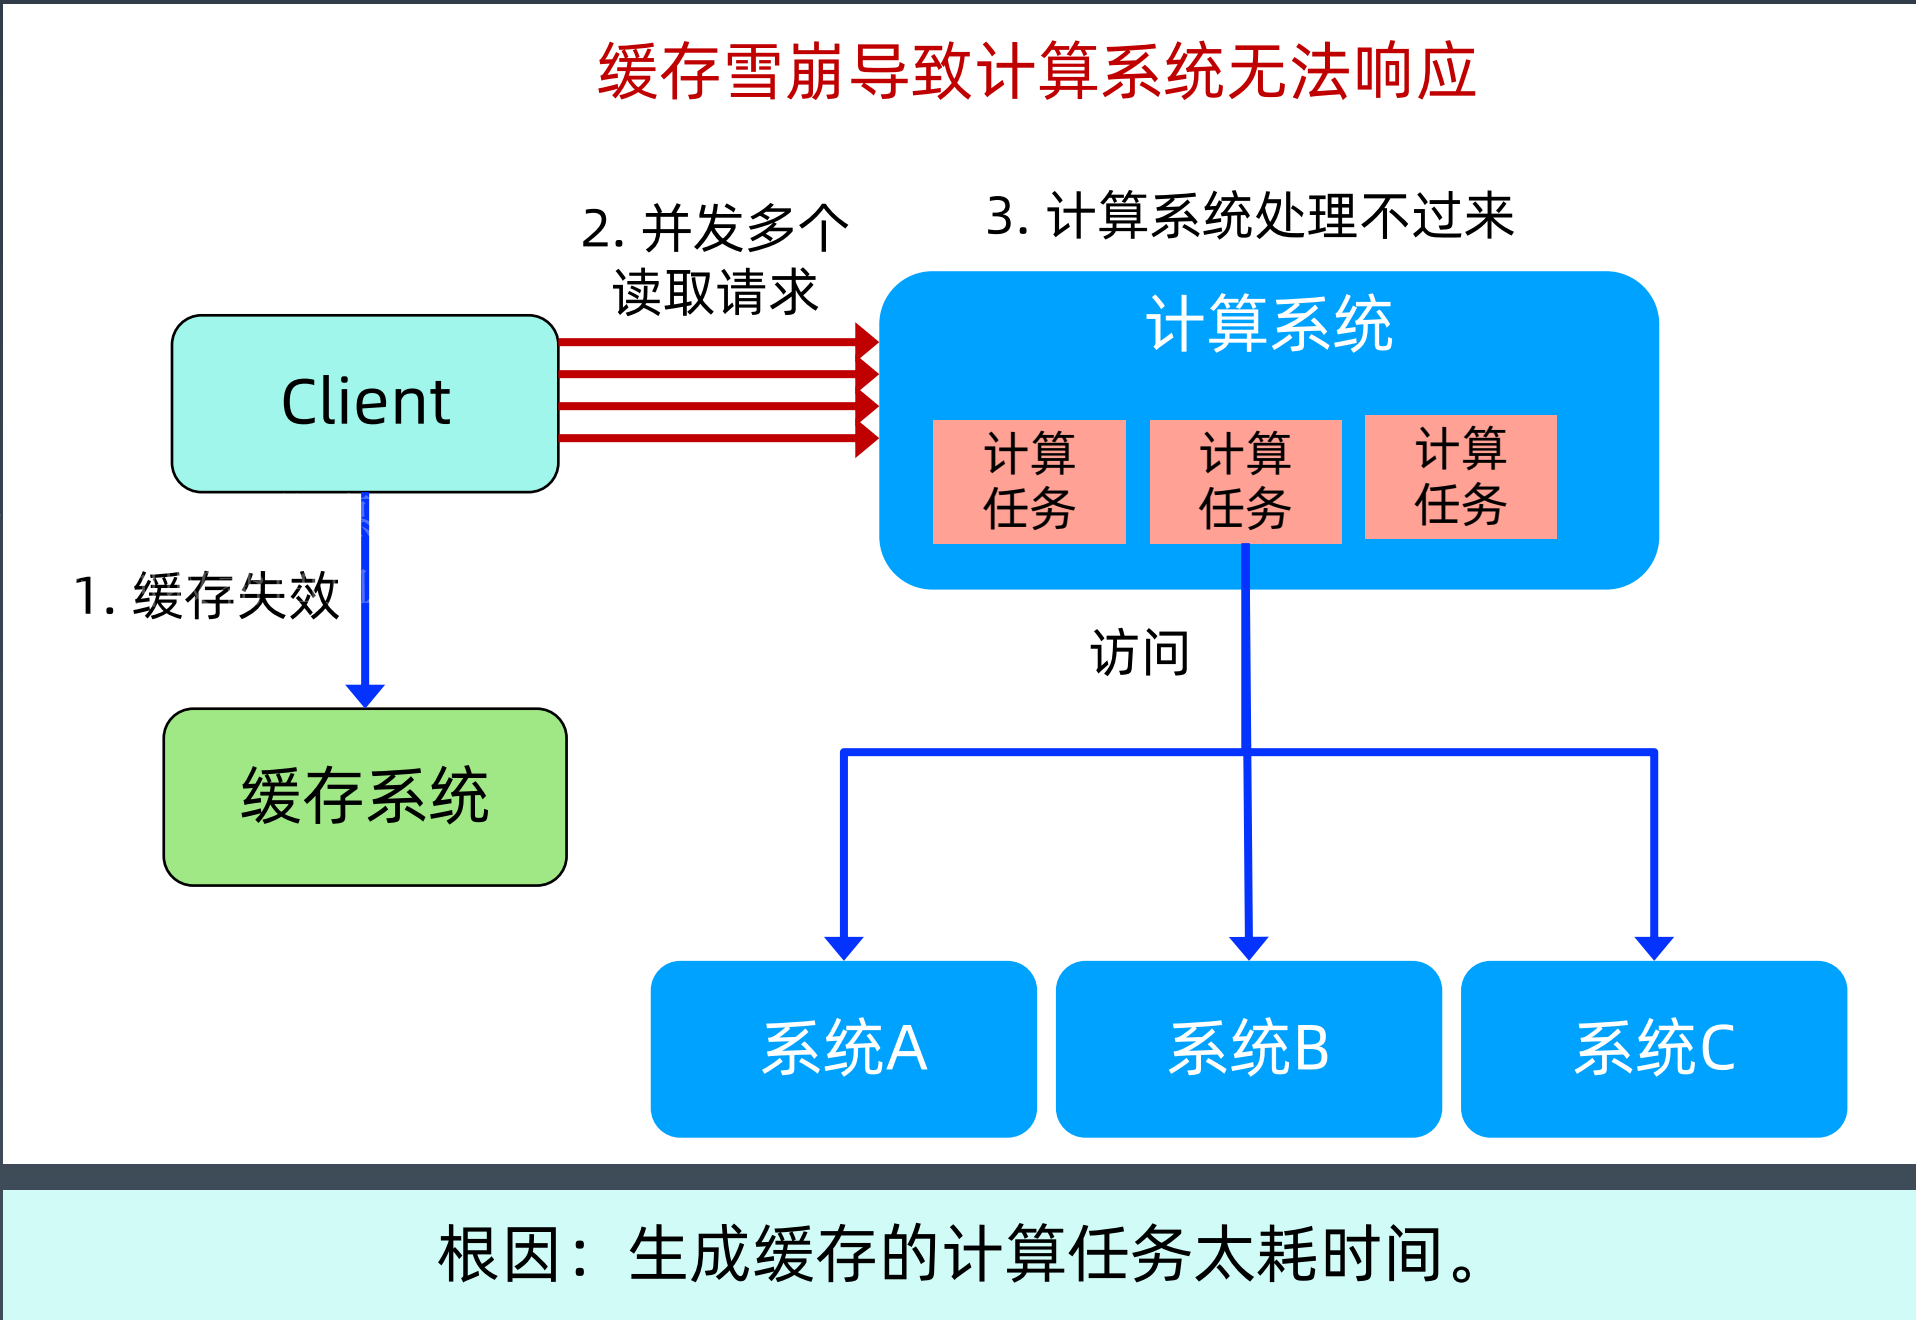 缓存雪崩导致计算系统无法响应
2. 并发多个
读取请求
3. 计算系统处理不过来
Client
计算系统
计算
任务
计算
任务
计算
任务
1. 缓存失效
访问
缓存系统
系统A
系统B
系统C
根因：生成缓存的计算任务太耗时间。